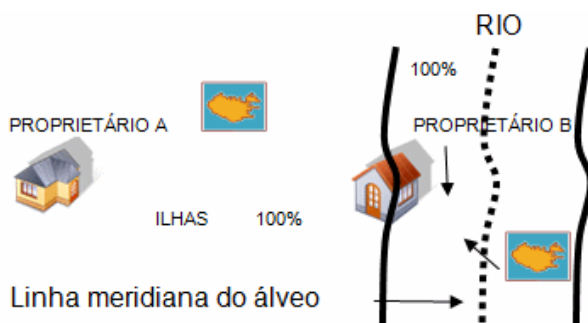 RIO
100%
PROPRIETÁRIO A
PROPRIETÁRIO B
ILHAS 100%
Linha meridiana do álveo